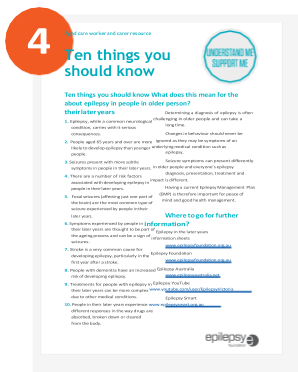 4
aged care worker and carer resource
Ten things you
should know
UNDERSTAND ME
SUPPORT ME
Ten things you should know
about epilepsy in people in
their later years
1. Epilepsy, while a common neurological
condition, carries with it serious
consequences.
2. People aged 65 years and over are more
likely to develop epilepsy than younger
people.
3. Seizures present with more subtle
symptoms in people in their later years.
4. There are a number of risk factors
associated with developing epilepsy in
people in their later years.
5. Focal seizures (affecting just one part of
the brain) are the most common type of
seizure experienced by people in their
later years.
6. Symptoms experienced by people in
their later years are thought to be part of
the ageing process and can be a sign of
seizures.
7. Stroke is a very common cause for
developing epilepsy, particularly in the
first year after a stroke.
8. People with dementia have an increased
risk of developing epilepsy.
9. Treatments for people with epilepsy in
their later years can be more complex
due to other medical conditions.
10. People in their later years experience
different responses in the way drugs are
absorbed, broken down or cleared
from the body.
What does this mean for the
older person?
Determining a diagnosis of epilepsy is often
challenging in older people and can take a
long time.
Changes in behaviour should never be
ignored as they may be symptoms of an
underlying medical condition such as
epilepsy.
Seizure symptoms can present differently
in older people and everyone's epilepsy
diagnosis, presentation, treatment and
impact is different.
Having a current Epilepsy Management Plan
(EMP) is therefore important for peace of
mind and good health management.
Where to go for further
information?
Epilepsy in the later years
information sheets
www.epilepsyfoundation.org.au
Epilepsy Foundation
www.epilepsyfoundation.org.au
Epilepsy Australia
Epilepsy YouTube
Epilepsy Smart
epilepsy
foundation